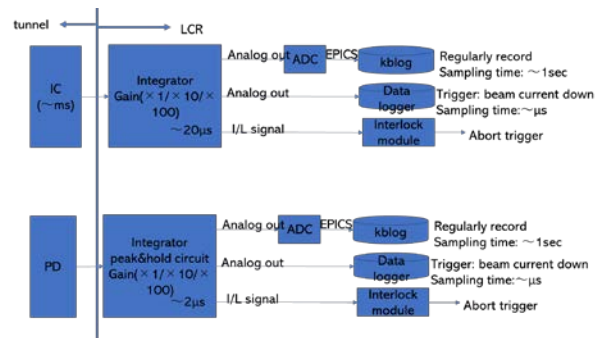 tunnel
LCR
IC
(～ms)
Integrator
Gain(×1/×10/×
100)
～20μs
Analog out
ADC
EPICS
kblog
Regularly record
Sampling time: ～1sec
Analog out
Data
logger
Trigger: beam current down
Sampling time:～μs
I/L signal
Interlock
module
Abort trigger
PD
Integrator
peak&hold circuit
Gain(×1/×10/×
100)
～2μs
Analog out
ADC
EPICS
kblog
Regularly record
Sampling time: ～1sec
Analog out
Data
logger
Trigger: beam current down
Sampling time:～μs
I/L signal
Interlock
module
Abort trigger